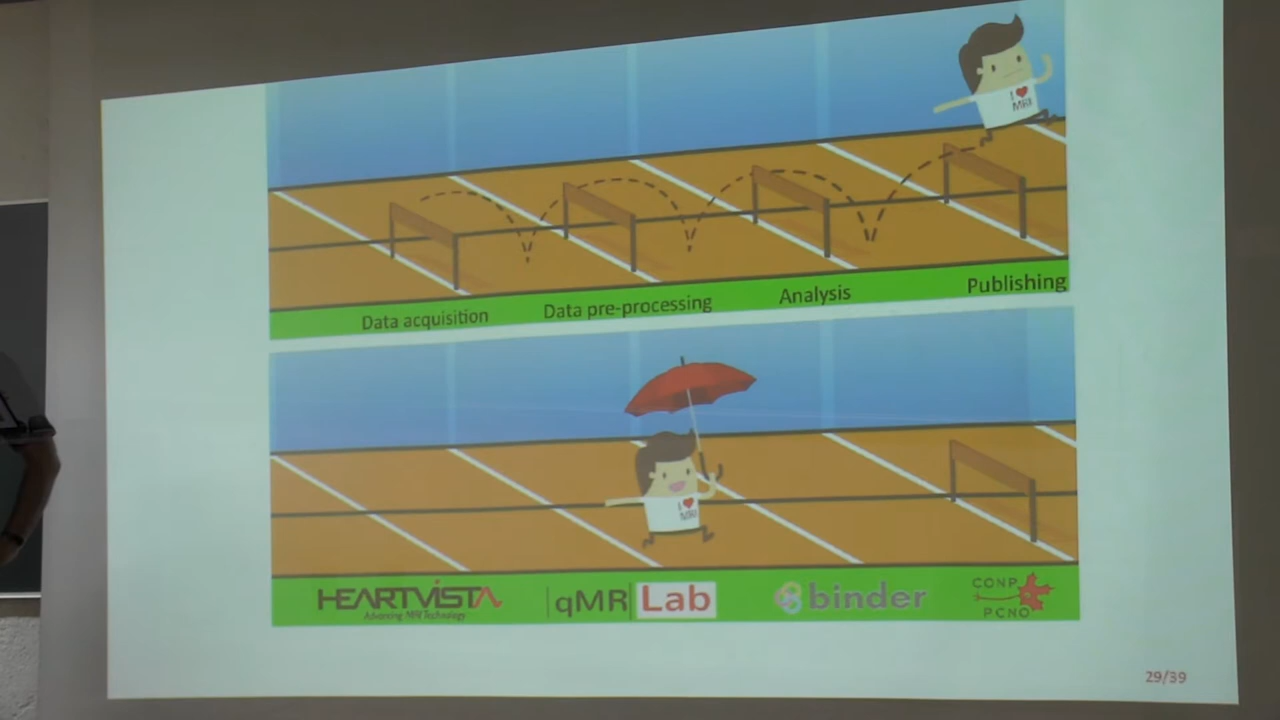 I ♥
MRI
Data acquisition
Data pre-processing
Analysis
Publishing
I ♥
MRI
HEARTVISTA
Advancing MRI Technology
qMR Lab
binder
CONP
PCNO
29/39